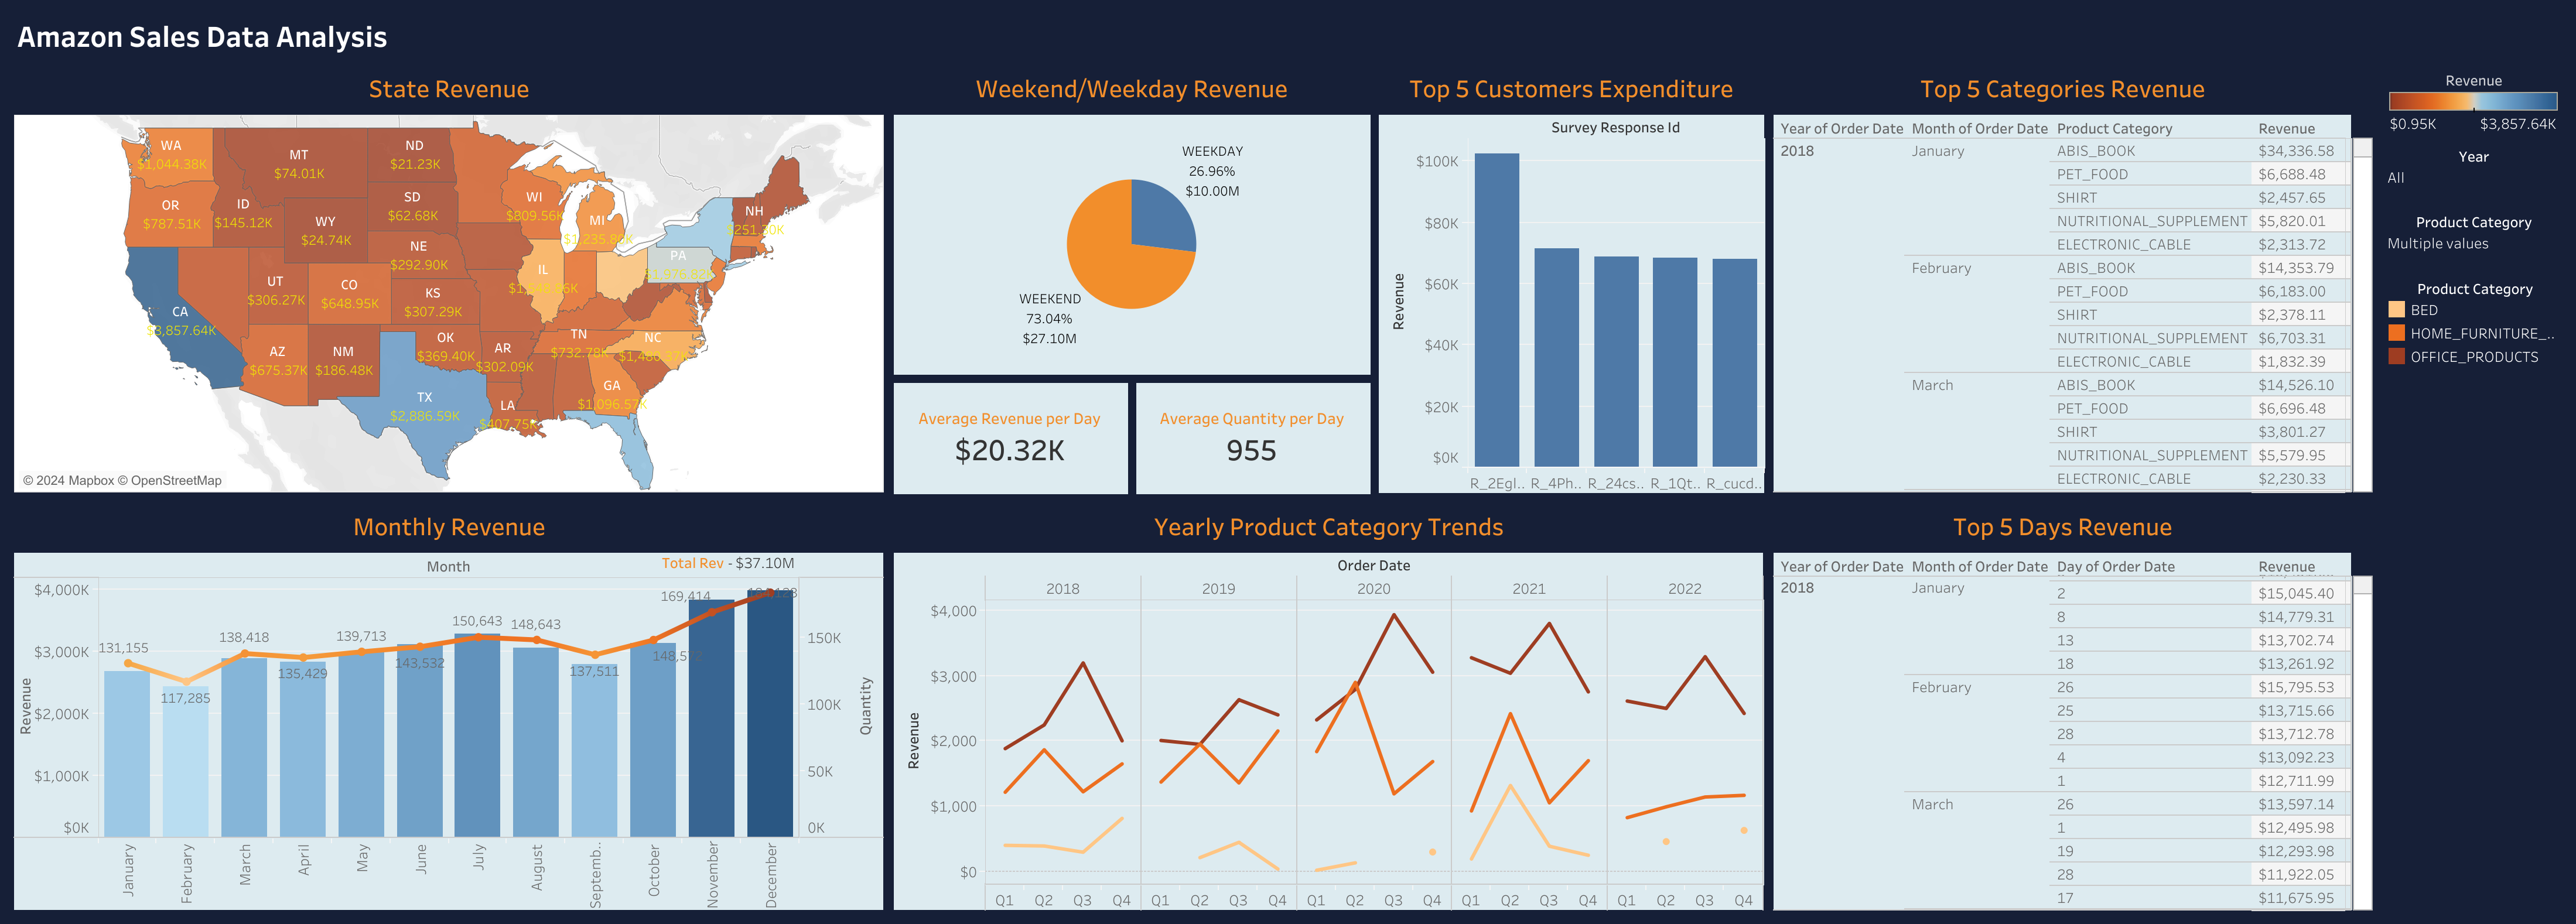 Amazon Sales Data Analysis
State Revenue
WA
$1,044.38K
MT
$74.01K
ND
$21.23K
OR
$787.51K
ID
$145.12K
WY
$24.74K
SD
$62.68K
WI
$809.56K
MI
NH
NE
$292.90K
PA
IL
UT
$306.27K
CO
$648.95K
KS
$307.29K
CA
$3,857.64K
AZ
$675.37K
NM
$186.48K
OK
$369.40K
AR
$302.09K
TN
$732.78K
NC
TX
$2,886.59K
LA
$407.75K
GA
$1,096.57K
© 2024 Mapbox © OpenStreetMap
Weekend/Weekday Revenue
WEEKDAY
26.96%
$10.00M
WEEKEND
73.04%
$27.10M
Average Revenue per Day
$20.32K
Average Quantity per Day
955
Top 5 Customers Expenditure
Survey Response Id
Revenue
$100K
$80K
$60K
$40K
$20K
$0K
R_2Egl.. R_4Ph.. R_24cs.. R_1Qt.. R_cucd..
Top 5 Categories Revenue
Year of Order Date Month of Order Date Product Category Revenue
2018 January ABIS_BOOK $34,336.58
PET_FOOD $6,688.48
SHIRT $2,457.65
NUTRITIONAL_SUPPLEMENT $5,820.01
ELECTRONIC_CABLE $2,313.72
February ABIS_BOOK $14,353.79
PET_FOOD $6,183.00
SHIRT $2,378.11
NUTRITIONAL_SUPPLEMENT $6,703.31
ELECTRONIC_CABLE $1,832.39
March ABIS_BOOK $14,526.10
PET_FOOD $6,696.48
SHIRT $3,801.27
NUTRITIONAL_SUPPLEMENT $5,579.95
ELECTRONIC_CABLE $2,230.33
Revenue
$0.95K $3,857.64K
Year
All
Product Category
Multiple values
Product Category
BED
HOME_FURNITURE_..
OFFICE_PRODUCTS
Monthly Revenue
Month
Total Rev - $37.10M
Revenue
$4,000K
$3,000K
$2,000K
$1,000K
$0K
131,155
117,285
138,418
135,429
139,713
143,532
150,643
148,643
137,511
169,414
150K
100K
50K
0K
Quantity
January
February
March
April
May
June
July
August
Septemb..
October
November
December
Yearly Product Category Trends
Order Date
2018 2019 2020 2021 2022
Revenue
$4,000
$3,000
$2,000
$1,000
$0
Q1 Q2 Q3 Q4 Q1 Q2 Q3 Q4 Q1 Q2 Q3 Q4 Q1 Q2 Q3 Q4 Q1 Q2 Q3 Q4
Top 5 Days Revenue
Year of Order Date Month of Order Date Day of Order Date Revenue
2018 January 2 $15,045.40
8 $14,779.31
13 $13,702.74
18 $13,261.92
February 26 $15,795.53
25 $13,715.66
28 $13,712.78
4 $13,092.23
1 $12,711.99
March 26 $13,597.14
1 $12,495.98
19 $12,293.98
28 $11,922.05
17 $11,675.95